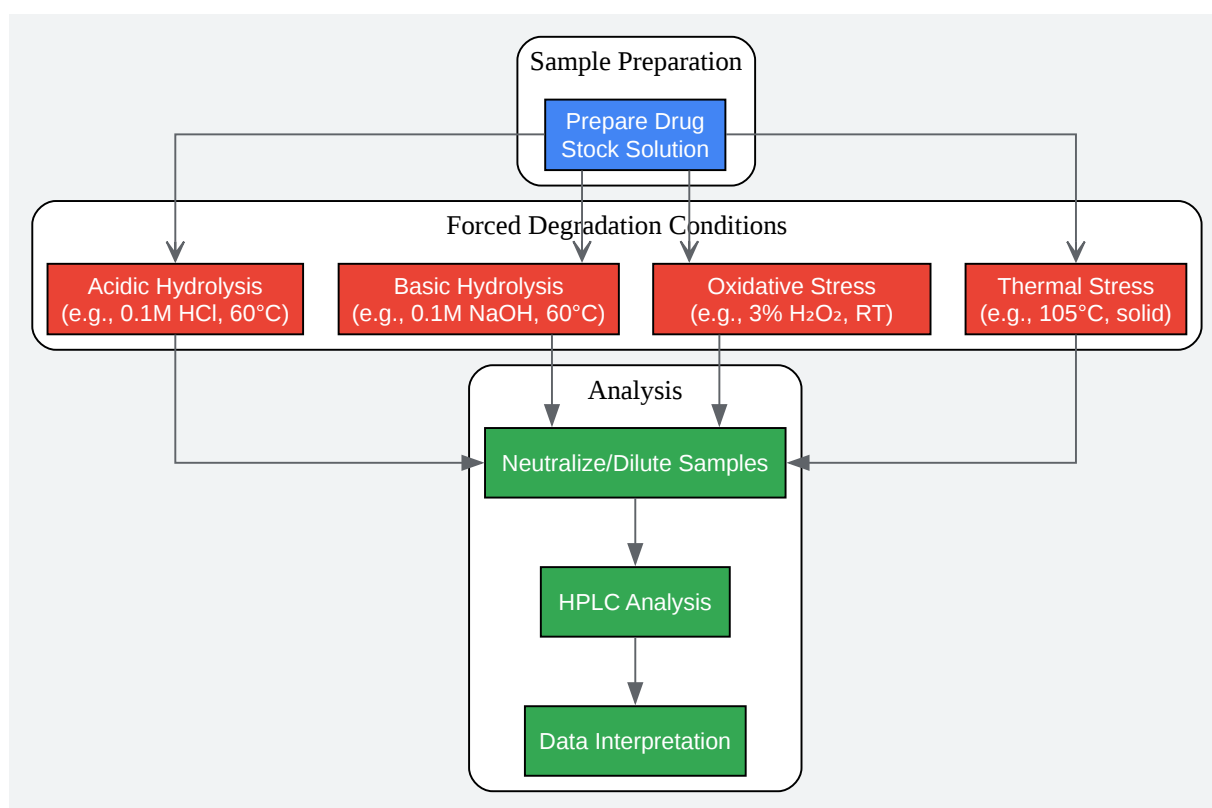 Sample Preparation
Prepare Drug
Stock Solution
Forced Degradation Conditions
Acidic Hydrolysis
(e.g., 0.1M HCl, 60°C)
Basic Hydrolysis
(e.g., 0.1M NaOH, 60°C)
Oxidative Stress
(e.g., 3% H₂O₂, RT)
Thermal Stress
(e.g., 105°C, solid)
Analysis
Neutralize/Dilute Samples
HPLC Analysis
Data Interpretation